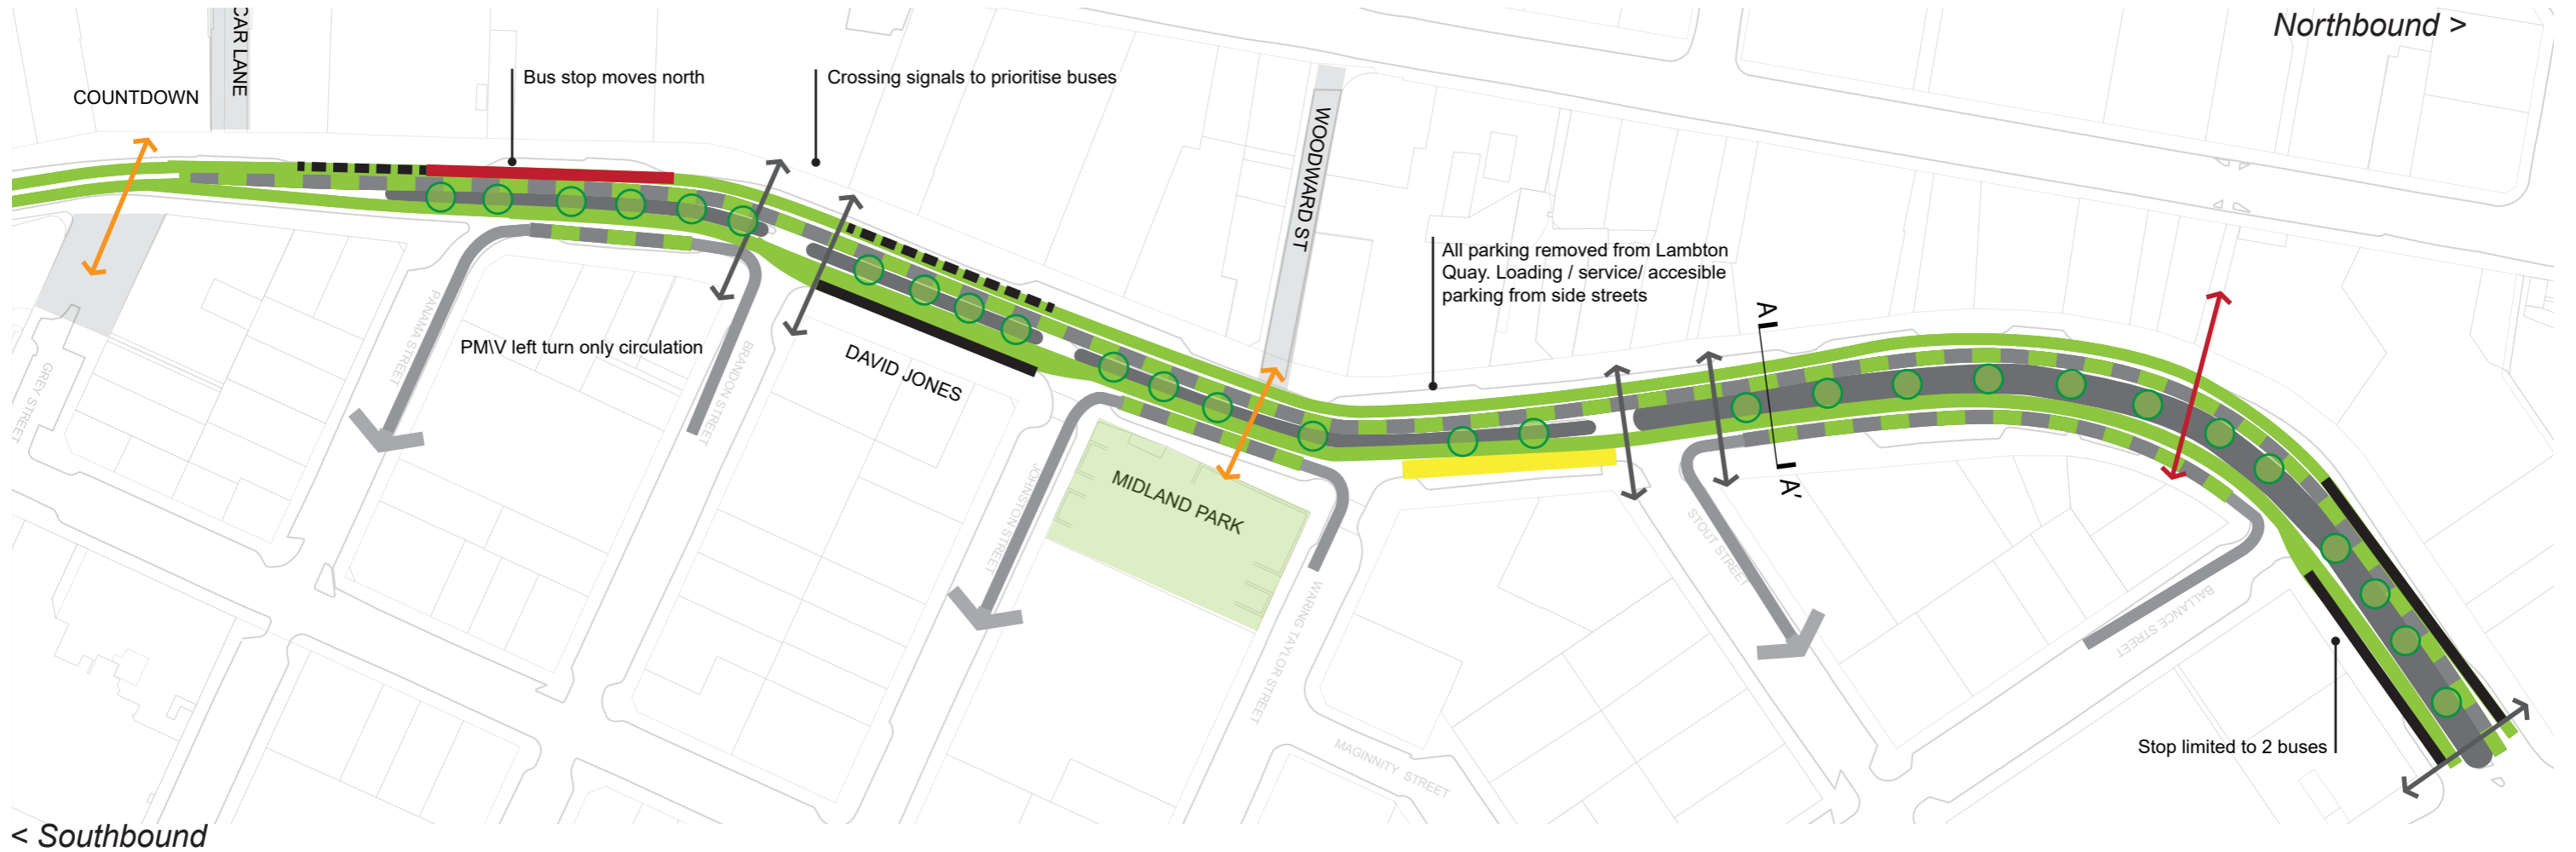 Northbound >
CAR LANE
COUNTDOWN
Bus stop moves north
Crossing signals to prioritise buses
WOODWARD ST
All parking removed from Lambton
Quay. Loading / service/ accesible
parking from side streets
A
A'
PANAMA STREET
PM\V left turn only circulation
BRANDON STREET
DAVID JONES
GREY STREET
JOHNSTON STREET
MIDLAND PARK
STOUT STREET
WARING TAYLOR STREET
BALLANCE STREET
MAGINNITY STREET
Stop limited to 2 buses
< Southbound